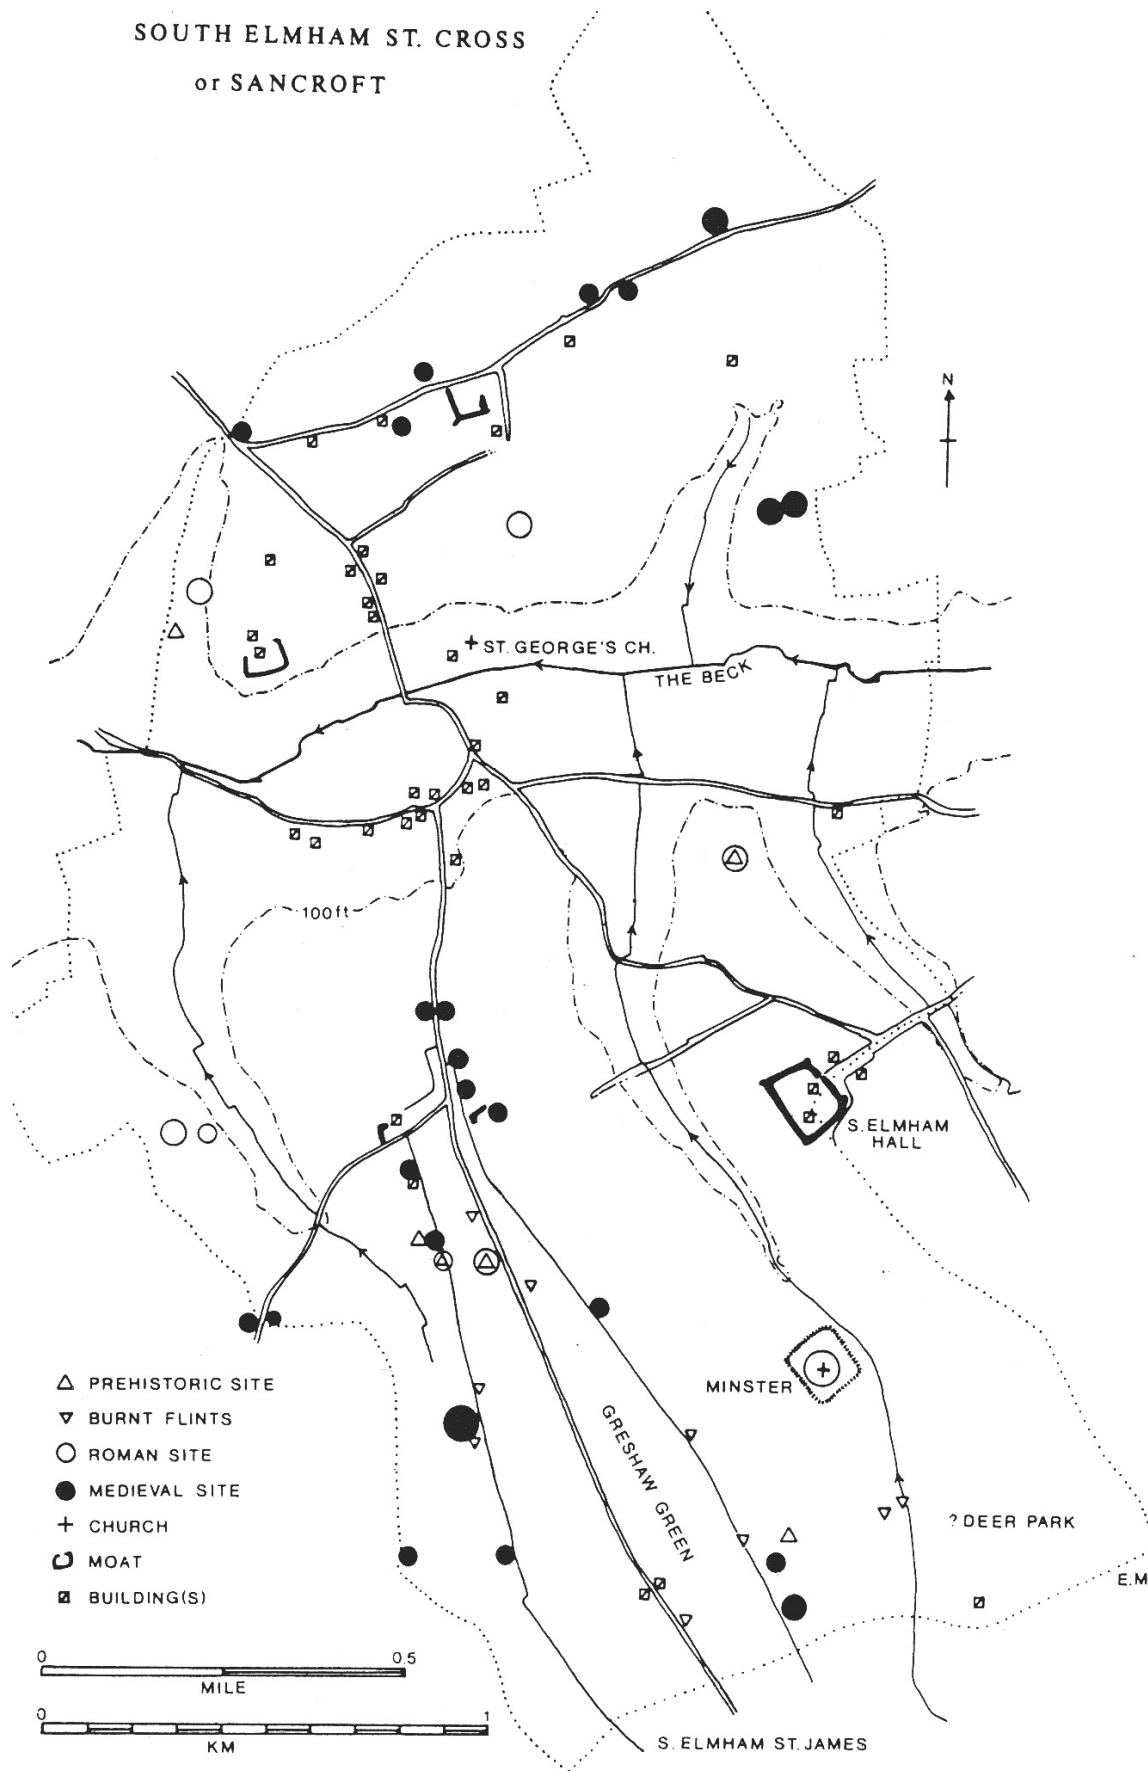 SOUTH ELMHAM ST. CROSS
or SANCROFT
N
ST. GEORGE'S CH.
THE BECK
100ft
S. ELMHAM
HALL
MINSTER
GRESHAW GREEN
? DEER PARK
E.M
PREHISTORIC SITE
BURNT FLINTS
ROMAN SITE
MEDIEVAL SITE
CHURCH
MOAT
BUILDING(S)
0 0.5
MILE
0 1
KM
S. ELMHAM ST. JAMES